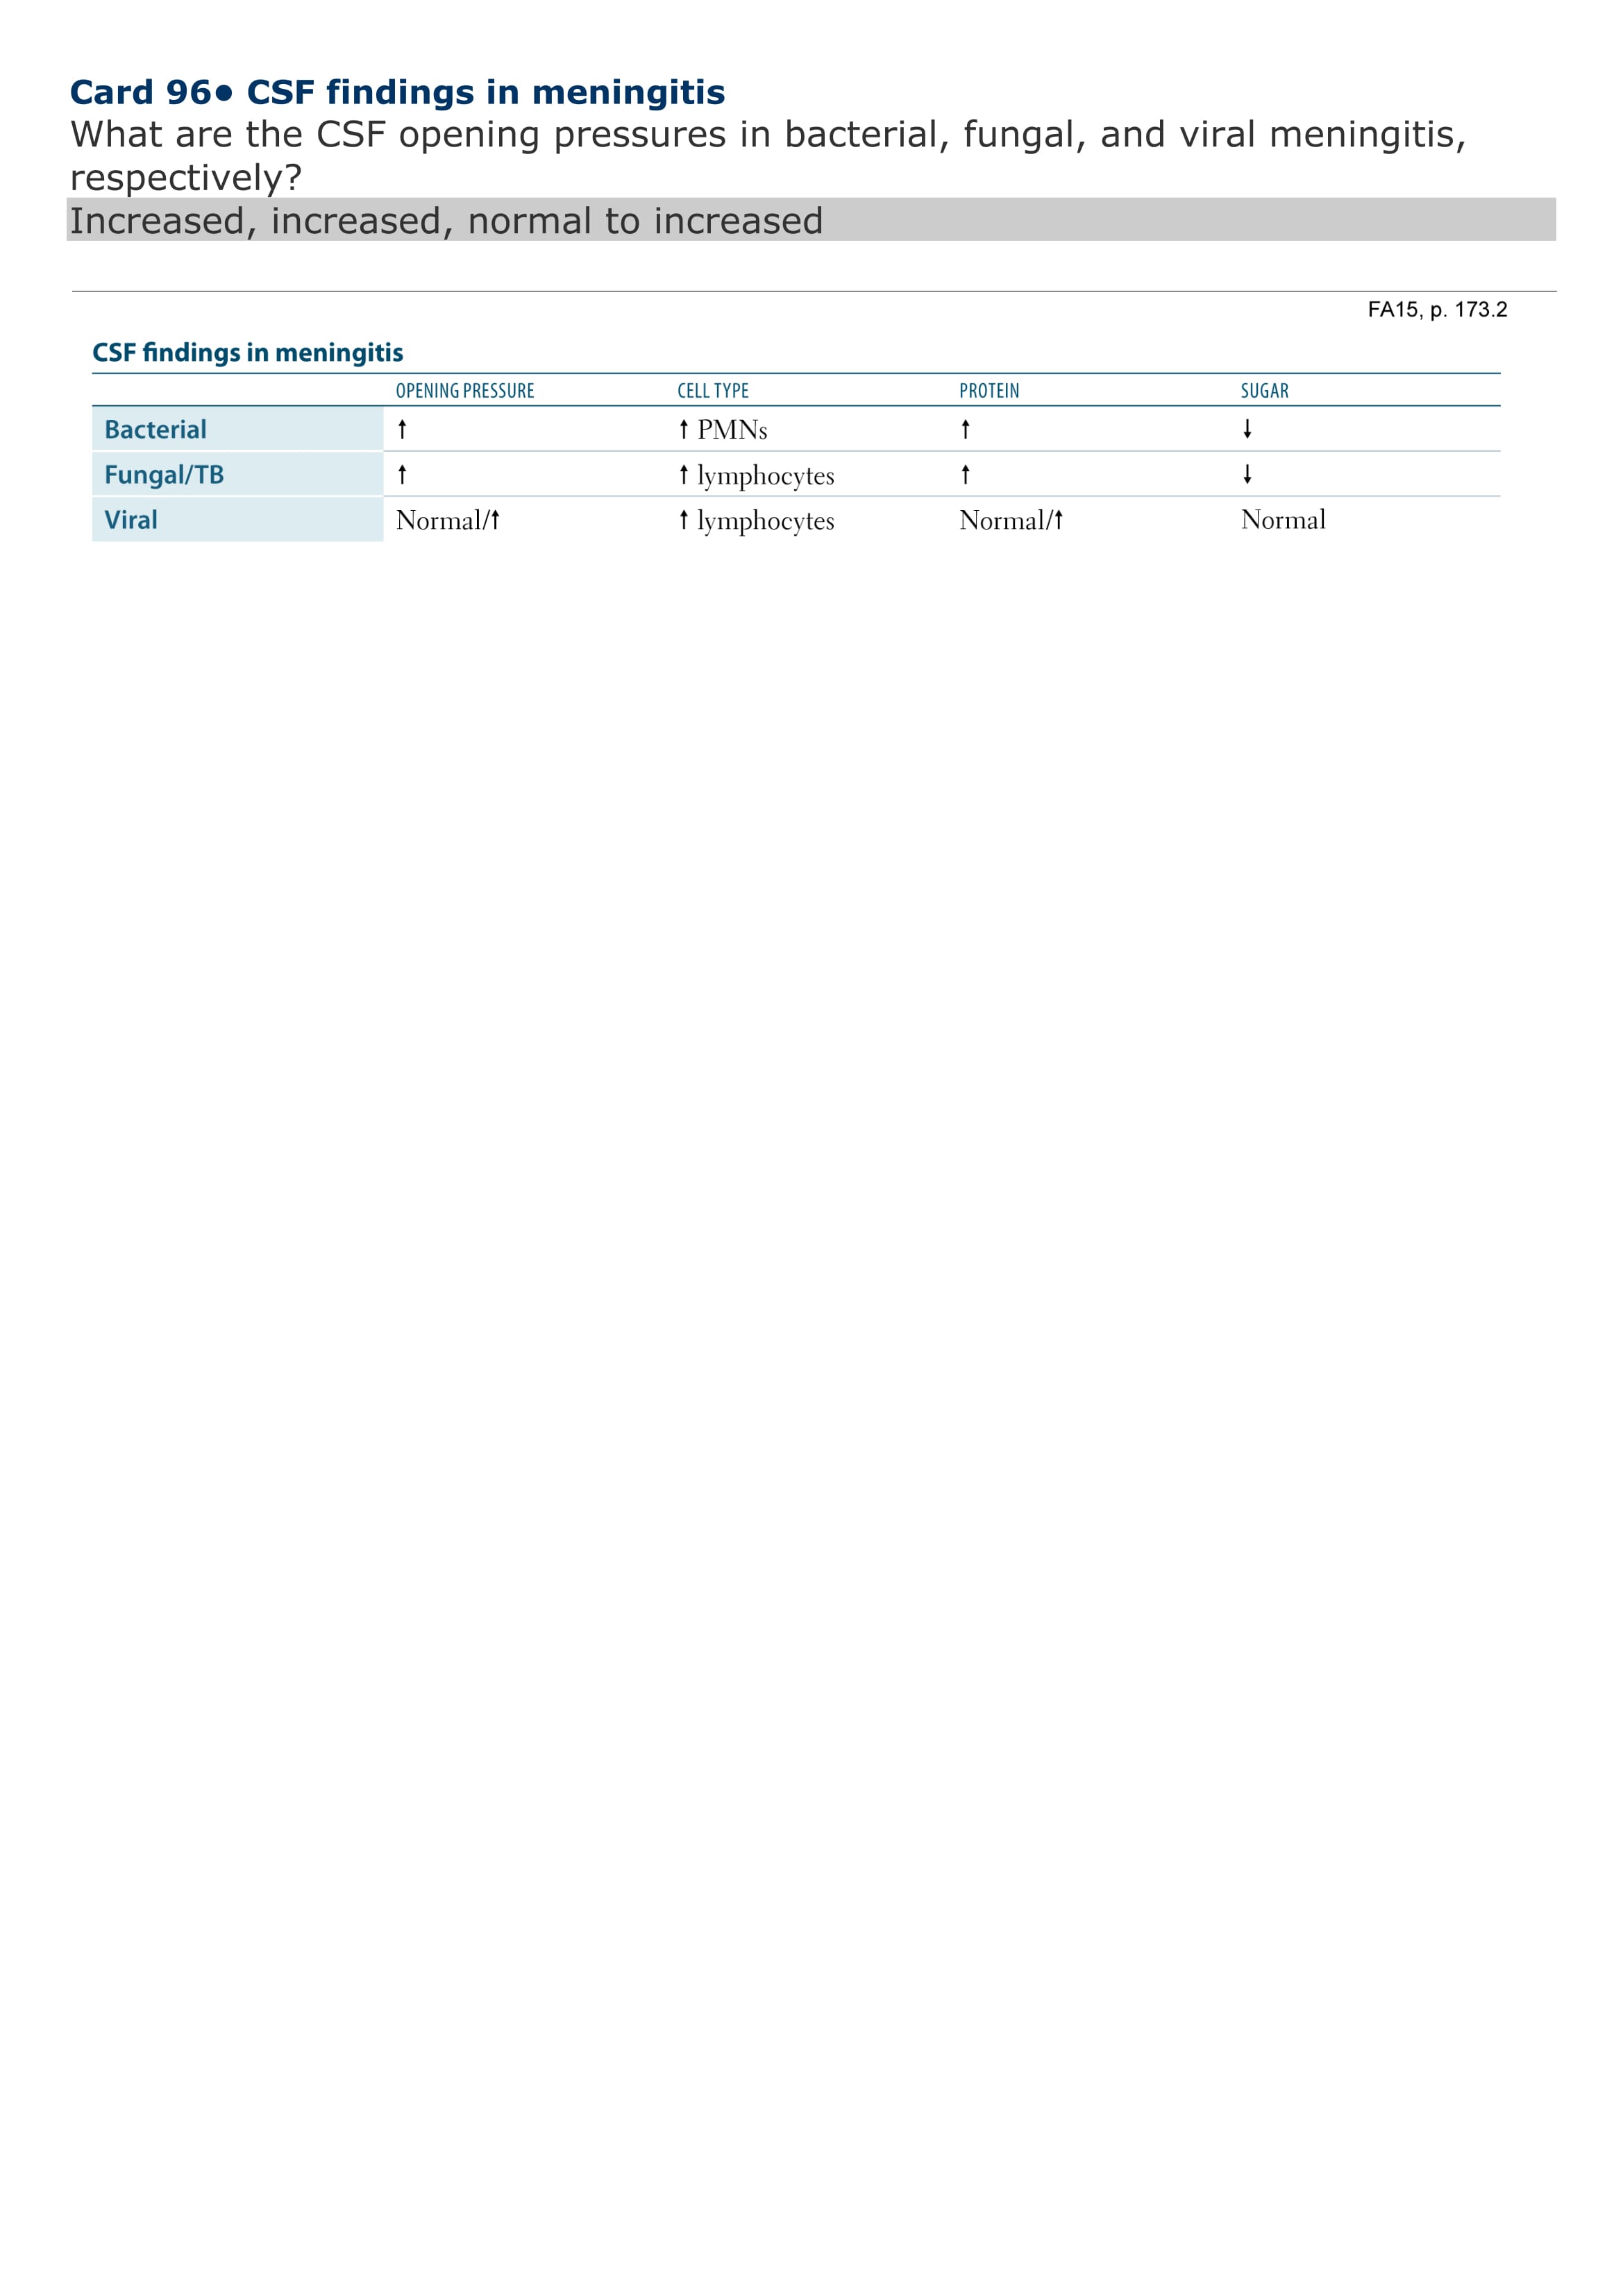 Card 96● CSF findings in meningitis
What are the CSF opening pressures in bacterial, fungal, and viral meningitis,
respectively?
Increased, increased, normal to increased
FA15, p. 173.2
CSF findings in meningitis
OPENING PRESSURE CELL TYPE PROTEIN SUGAR
Bacterial ↑ ↑ PMNs ↑ ↓
Fungal/TB ↑ ↑ lymphocytes ↑ ↓
Viral Normal/↑ ↑ lymphocytes Normal/↑ Normal